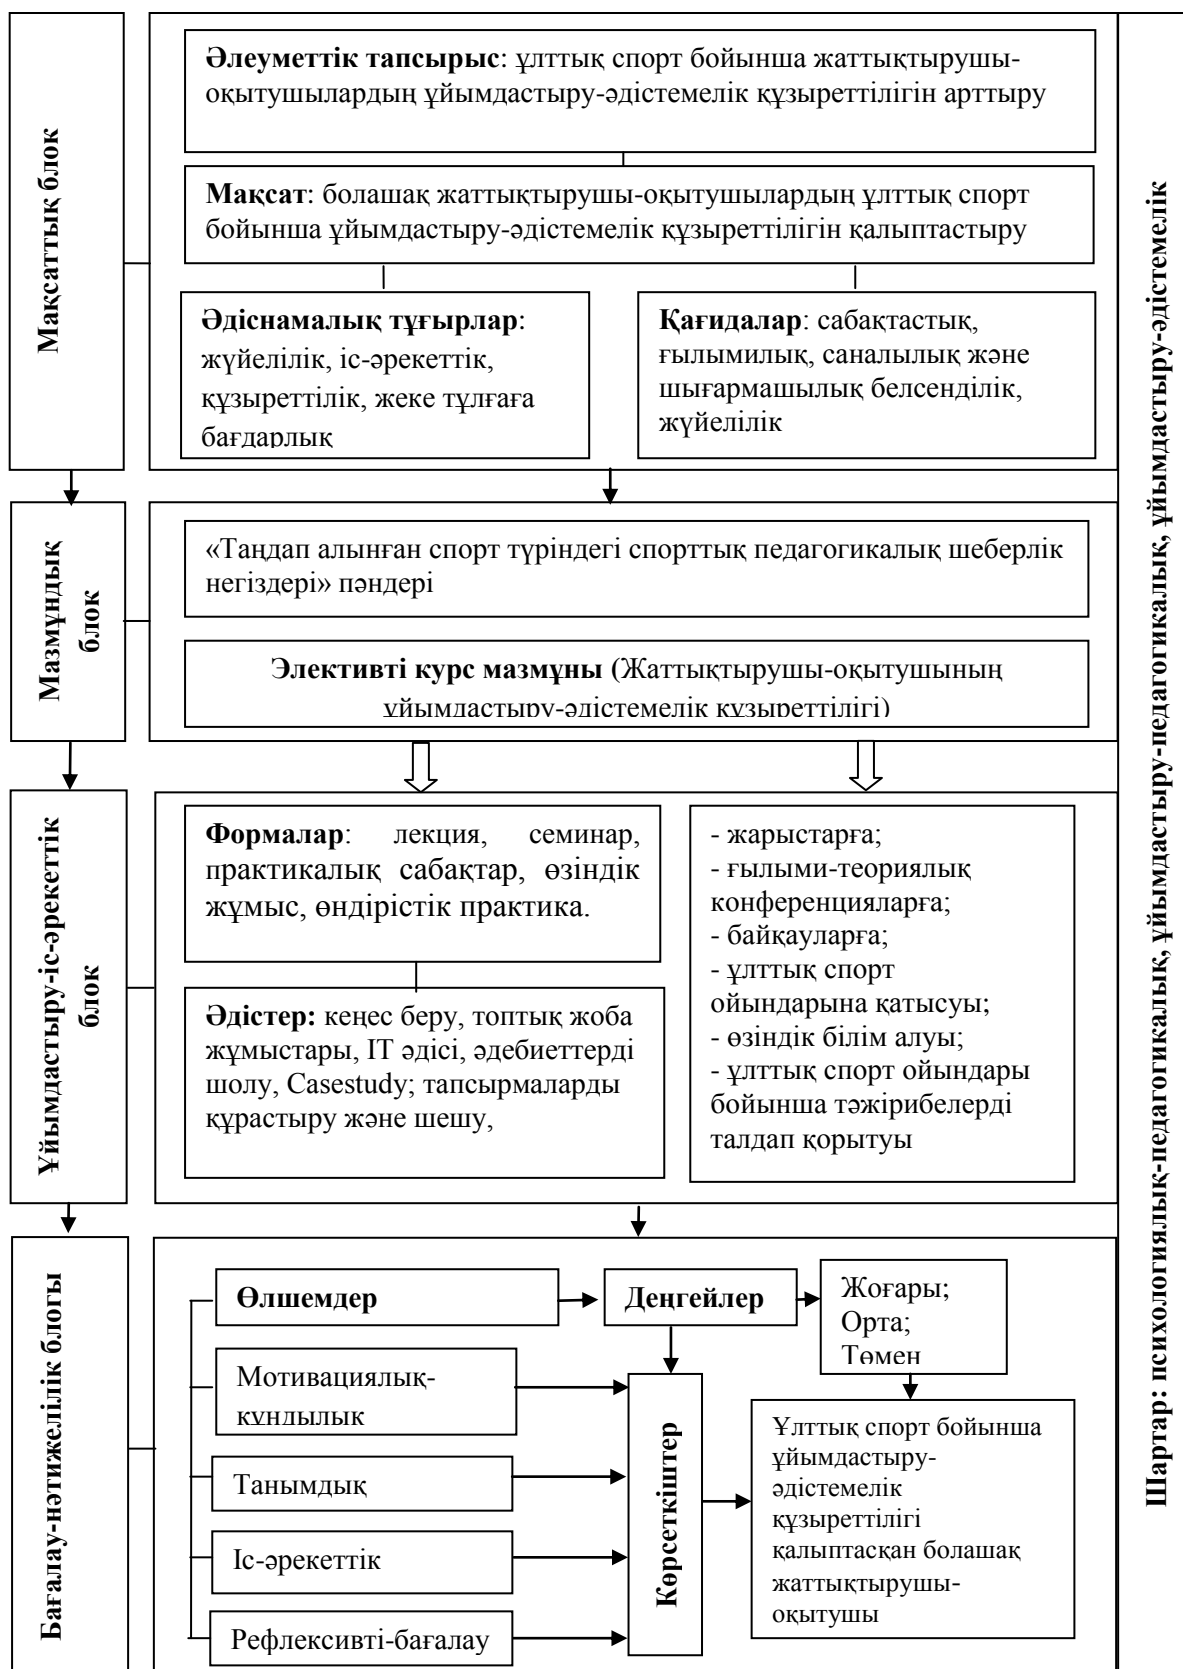 Мақсаттық блок
Әлеуметтік тапсырыс: ұлттық спорт бойынша жаттықтырушы-
оқытушылардың ұйымдастыру-әдістемелік құзыреттілігін арттыру
Мақсат: болашақ жаттықтырушы-оқытушылардың ұлттық спорт
бойынша ұйымдастыру-әдістемелік құзыреттілігін қалыптастыру
Әдіснамалық тұғырлар:
жүйелілік, іс-әрекеттік,
құзыреттілік, жеке тұлғаға
бағдарлық
Қағидалар: сабақтастық,
ғылымилық, саналылық және
шығармашылық белсенділік,
жүйелілік
Мазмұндық
блок
«Таңдап алынған спорт түріндегі спорттық педагогикалық шеберлік
негіздері» пәндері
Элективті курс мазмұны (Жаттықтырушы-оқытушының
ұйымдастыру-әдістемелік құзыреттілігі)
Ұйымдастыру-іс-әрекеттік
блок
Формалар: лекция, семинар,
практикалық сабақтар, өзіндік
жұмыс, өндірістік практика.
Әдістер: кеңес беру, топтық жоба
жұмыстары, IT әдісі, әдебиеттерді
шолу, Casestudy; тапсырмаларды
құрастыру және шешу,
- жарыстарға;
- ғылыми-теориялық
конференцияларға;
- байқауларға;
- ұлттық спорт
ойындарына қатысуы;
- өзіндік білім алуы;
- ұлттық спорт ойындары
бойынша тәжірибелерді
талдап қорытуы
Бағалау-нәтижелілік блогы
Өлшемдер
Деңгейлер
Жоғары;
Орта;
Төмен
Мотивациялық-
құндылық
Танымдық
Іс-әрекеттік
Рефлексивті-бағалау
Көрсеткіштер
Ұлттық спорт бойынша
ұйымдастыру-
әдістемелік
құзыреттілігі
қалыптасқан болашақ
жаттықтырушы-
оқытушы
Шартар: психологиялық-педагогикалық, ұйымдастыру-педагогикалық, ұйымдастыру-әдістемелік